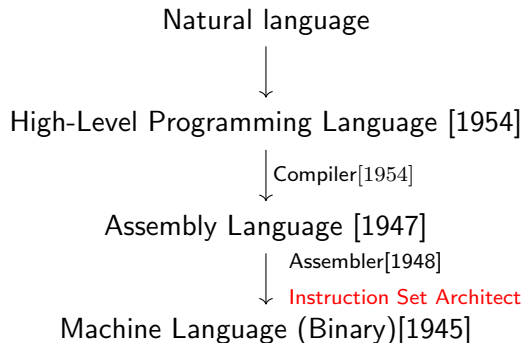 Natural language
High-Level Programming Language [1954]
Compiler[1954]
Assembly Language [1947]
Assembler[1948]
Instruction Set Architect
Machine Language (Binary)[1945]